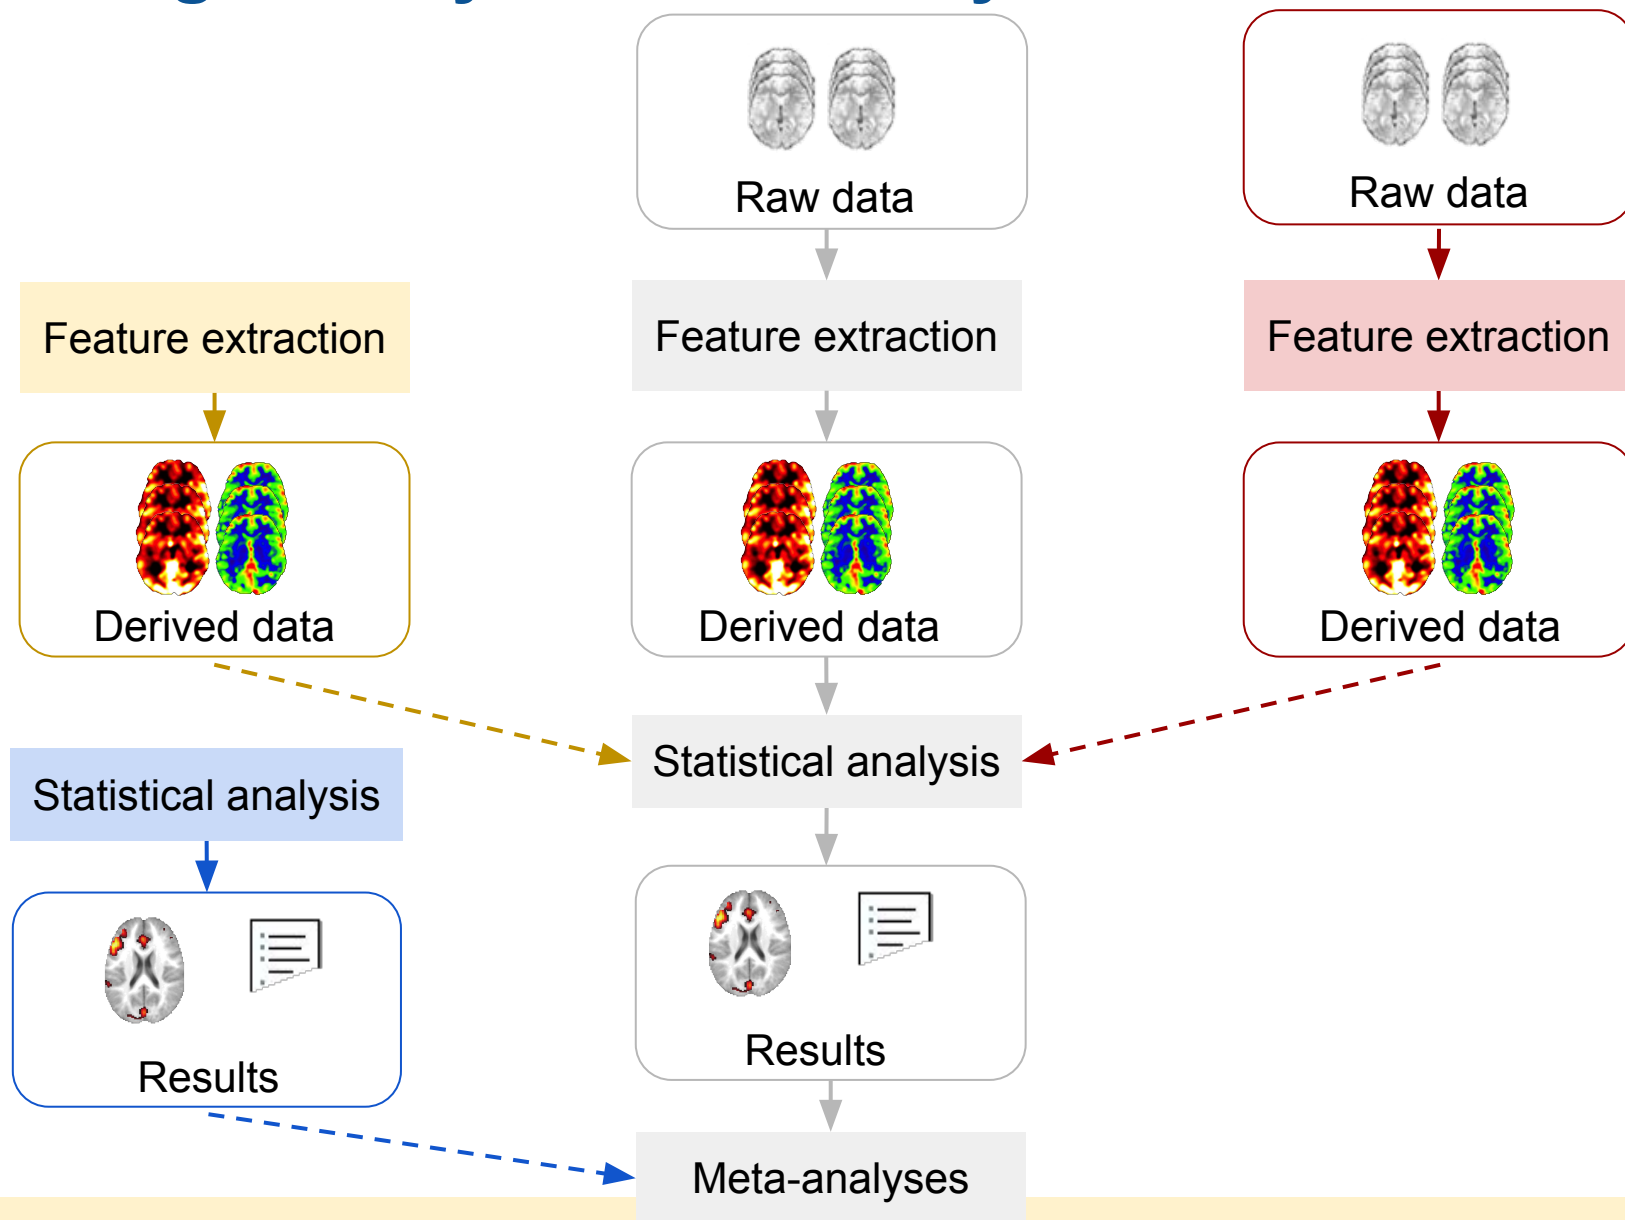 Raw data
Raw data
Feature extraction
Feature extraction
Feature extraction
Derived data
Derived data
Derived data
Statistical analysis
Statistical analysis
Results
Results
Meta-analyses